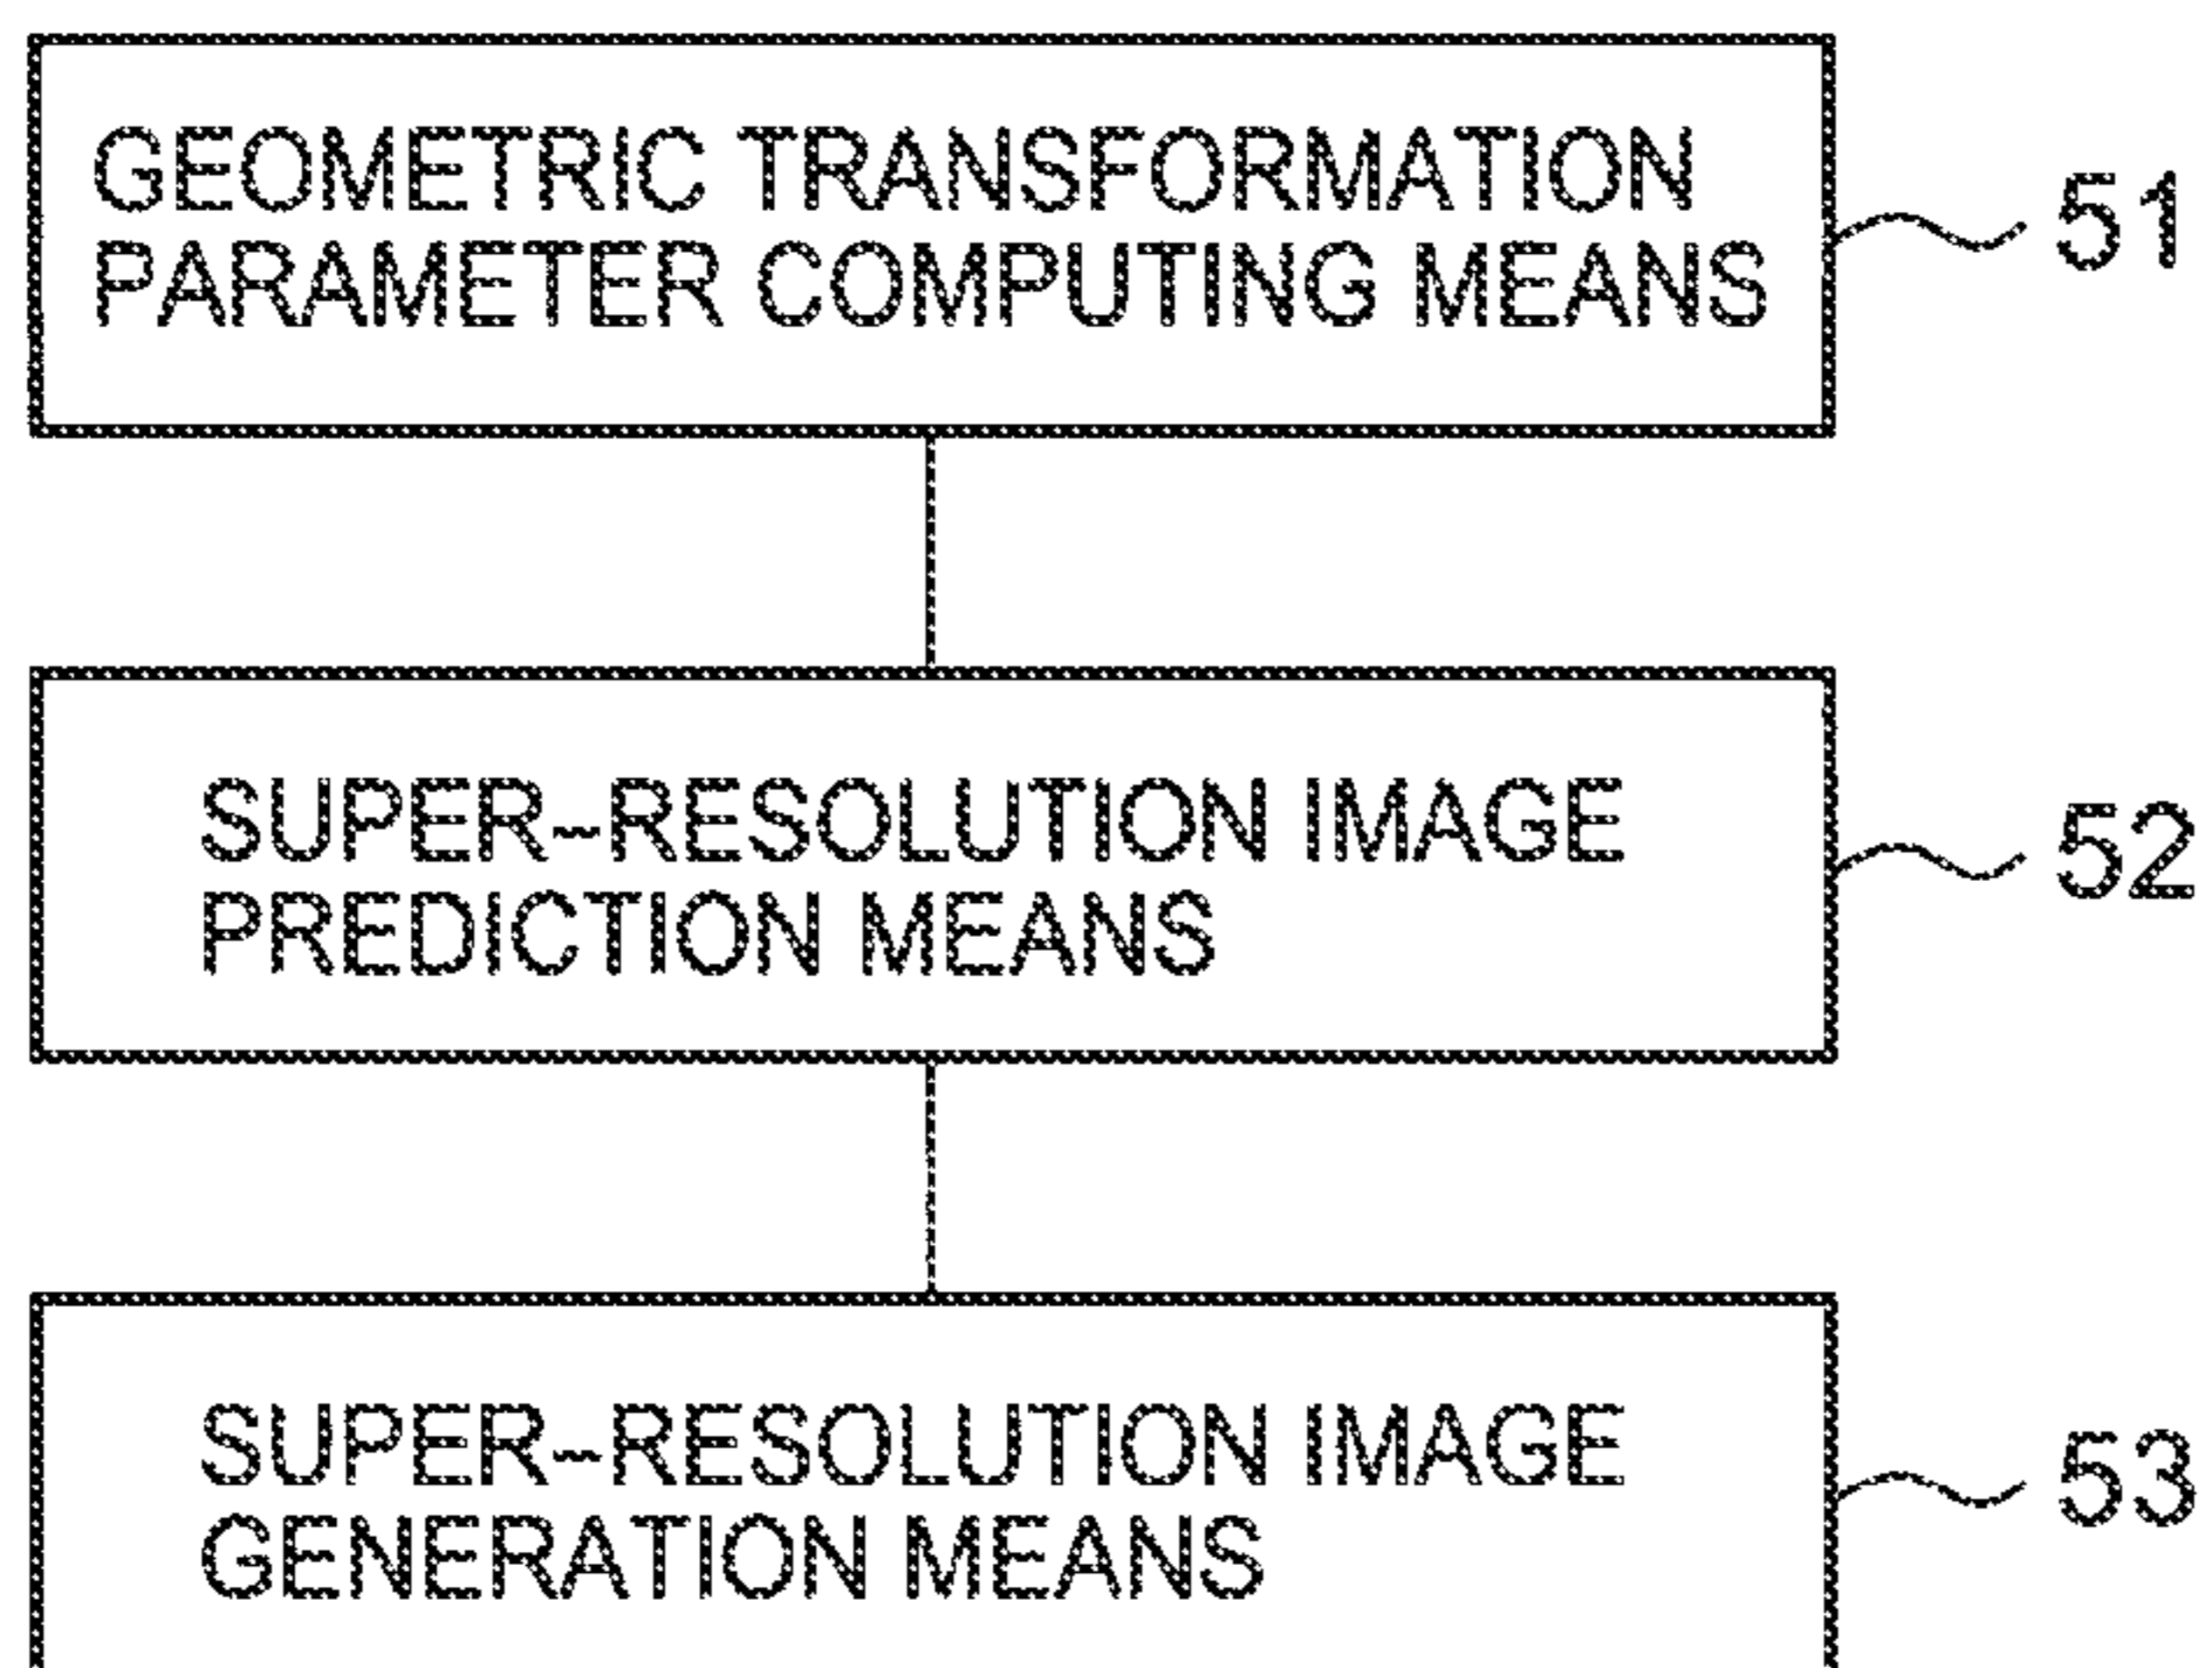 GEOMETRIC TRANSFORMATION
PARAMETER COMPUTING MEANS
51
SUPER-RESOLUTION IMAGE
PREDICTION MEANS
52
SUPER-RESOLUTION IMAGE
GENERATION MEANS
53